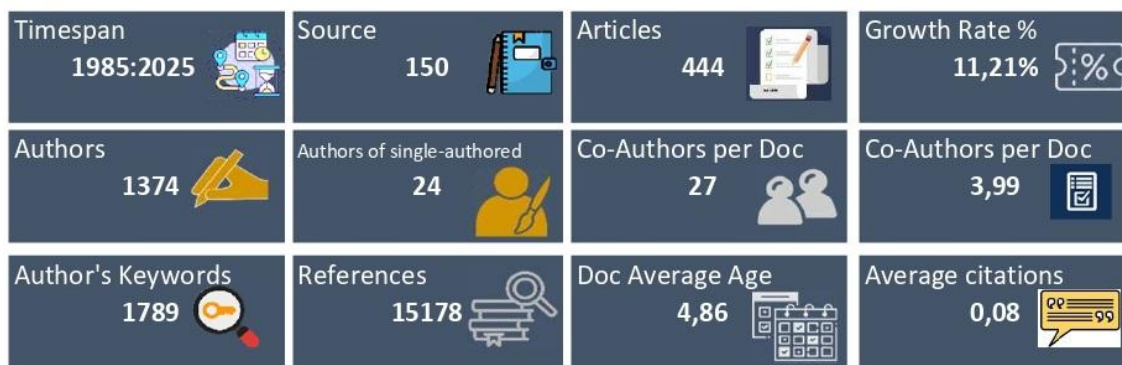 Timespan
1985:2025
Source
150
Articles
444
Growth Rate %
11,21%
Authors
1374
Authors of single-authored
24
Co-Authors per Doc
27
Co-Authors per Doc
3,99
Author's Keywords
1789
References
15178
Doc Average Age
4,86
Average citations
0,08